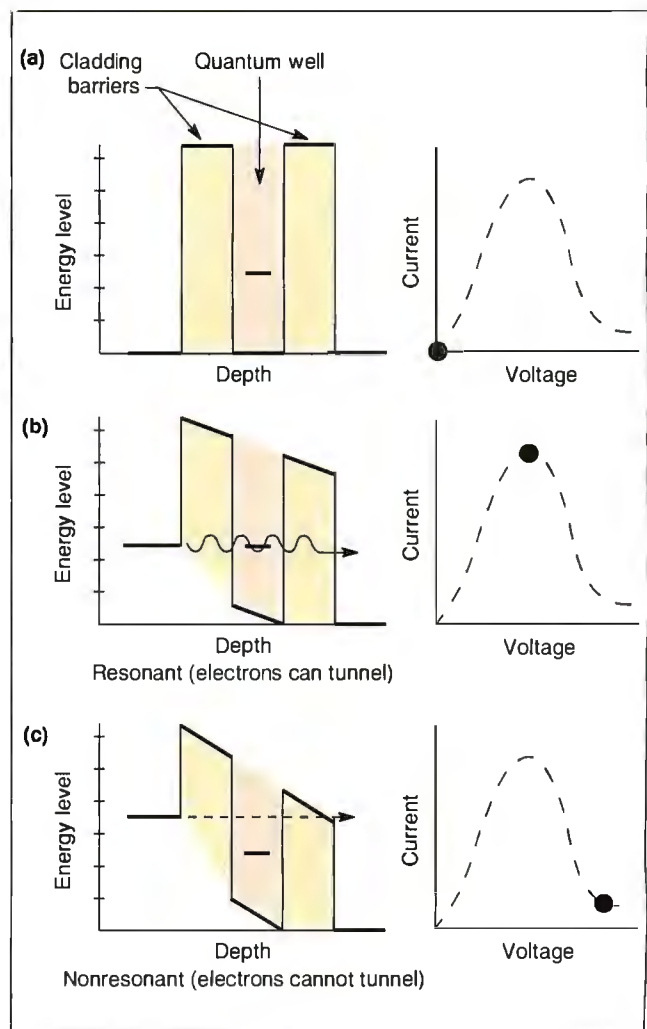 (a)
Cladding
barriers
Quantum well
Energy level
Depth
Current
Voltage
(b)
Energy level
Depth
Resonant (electrons can tunnel)
Current
Voltage
(c)
Energy level
Depth
Nonresonant (electrons cannot tunnel)
Current
Voltage